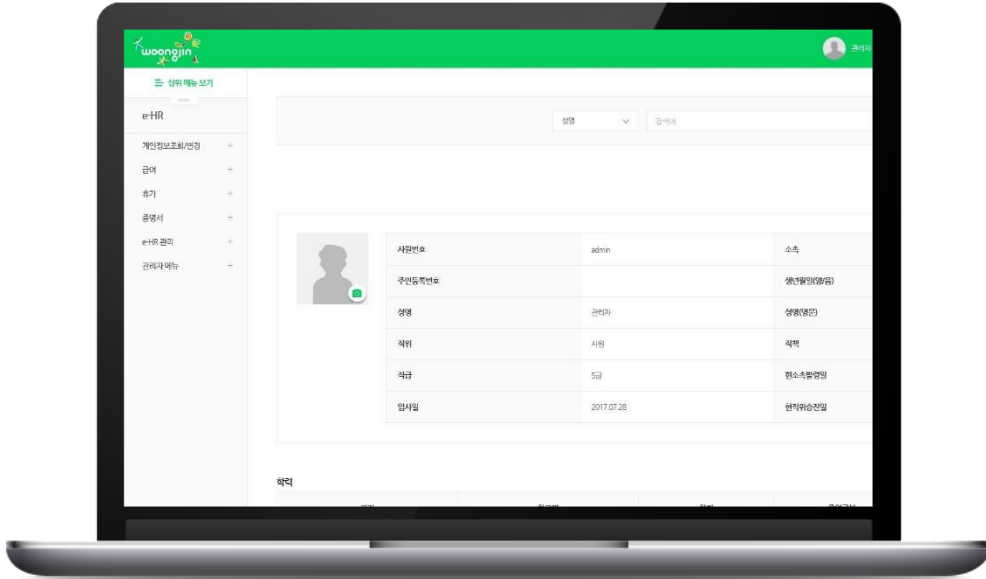 woongjin
관리자
상위 메뉴 보기
e-HR
성명
검색어
개인정보조회/변경
급여
휴가
증명서
e-HR 관리
관리자 메뉴
사원번호 admin 소속
주민등록번호 생년월일(양/음)
성명 관리자 성명(영문)
직위 사원 직책
직급 5급 현소속발령일
입사일 2017.07.28 현직위승진일
학력